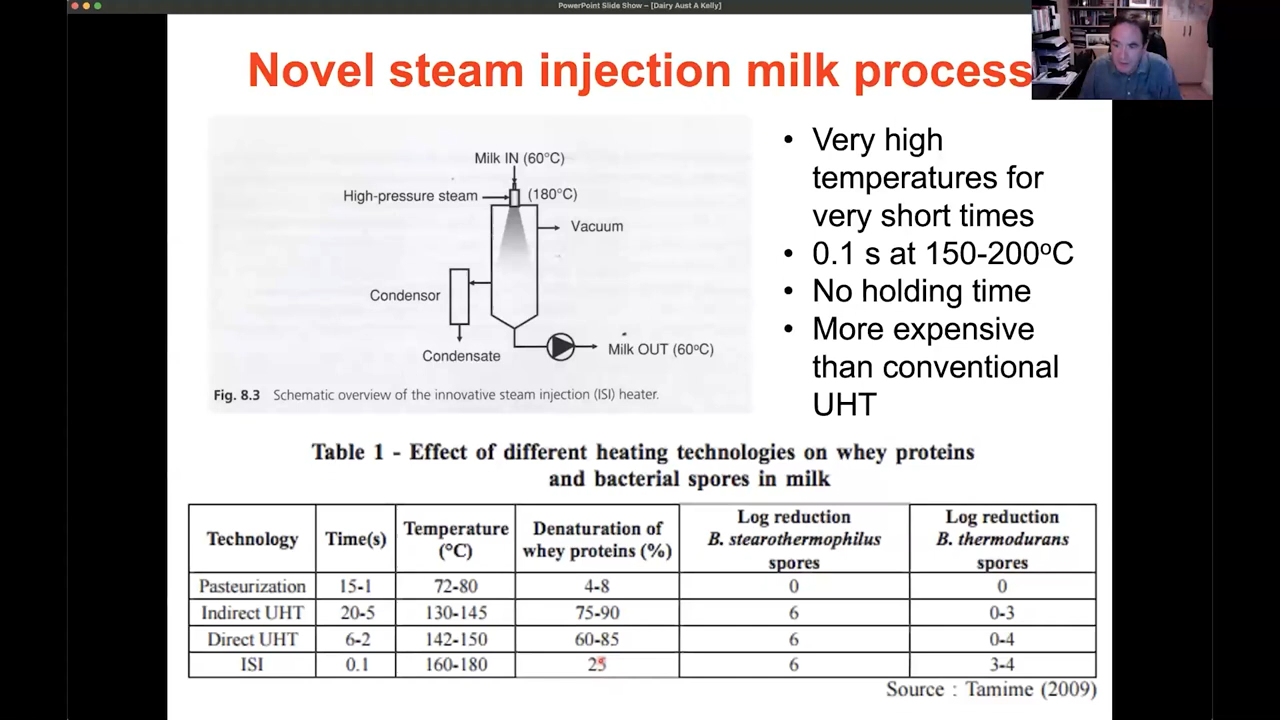 PowerPoint Slide Show – [Dairy Aust A Kelly]
Novel steam injection milk process
Milk IN (60°C)
High-pressure steam
(180°C)
Vacuum
Condensor
Condensate
Milk OUT (60°C)
Fig. 8.3 Schematic overview of the innovative steam injection (ISI) heater.
• Very high
temperatures for
very short times
• 0.1 s at 150-200°C
• No holding time
• More expensive
than conventional
UHT
Table 1 - Effect of different heating technologies on whey proteins
and bacterial spores in milk
Technology Time(s) Temperature (°C) Denaturation of whey proteins (%) Log reduction B. stearothermophilus spores Log reduction B. thermodurans spores
Pasteurization 15-1 72-80 4-8 0 0
Indirect UHT 20-5 130-145 75-90 6 0-3
Direct UHT 6-2 142-150 60-85 6 0-4
ISI 0.1 160-180 25 6 3-4
Source : Tamime (2009)